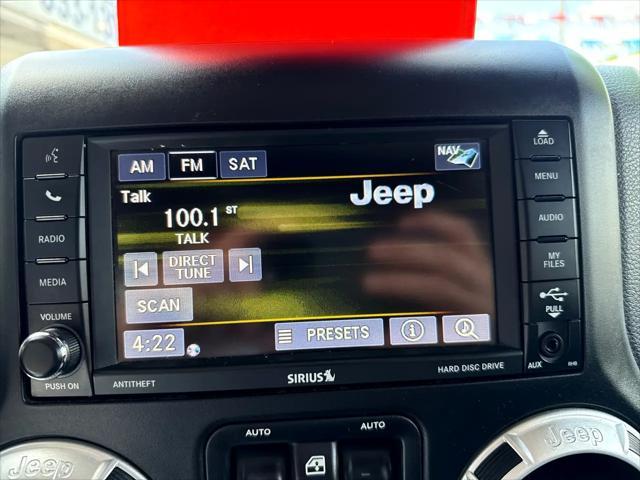 AM FM SAT NAV
Talk
Jeep
100.1 ST
TALK
DIRECT
TUNE
SCAN
4:22
PRESETS
RADIO
MEDIA
VOLUME
PUSH ON
LOAD
MENU
AUDIO
MY
FILES
PULL
AUX
RHB
ANTITHEFT
SIRIUS
HARD DISC DRIVE
AUTO AUTO
Jeep
Jeep